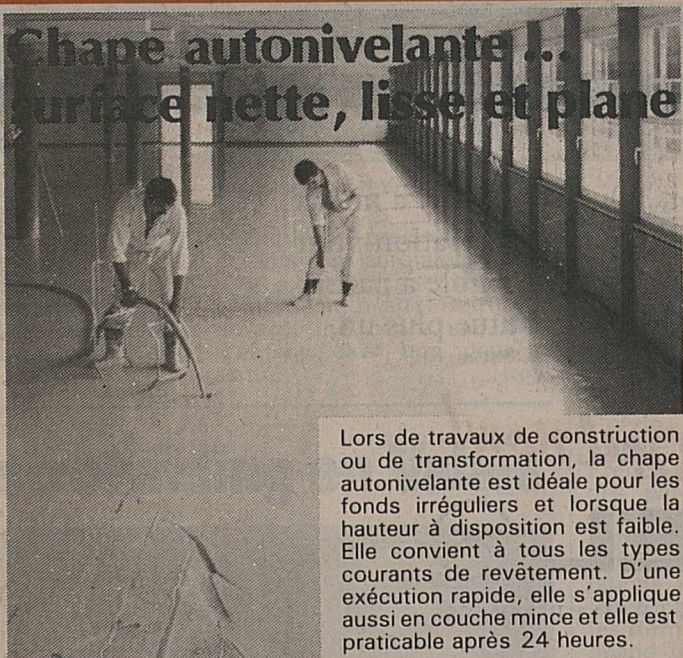 Chape autonivelante...
surface nette, lisse et plane
Lors de travaux de construction
ou de transformation, la chape
autonivelante est idéale pour les
fonds irréguliers et lorsque la
hauteur à disposition est faible.
Elle convient à tous les types
courants de revêtement. D'une
exécution rapide, elle s'applique
aussi en couche mince et elle est
praticable après 24 heures.